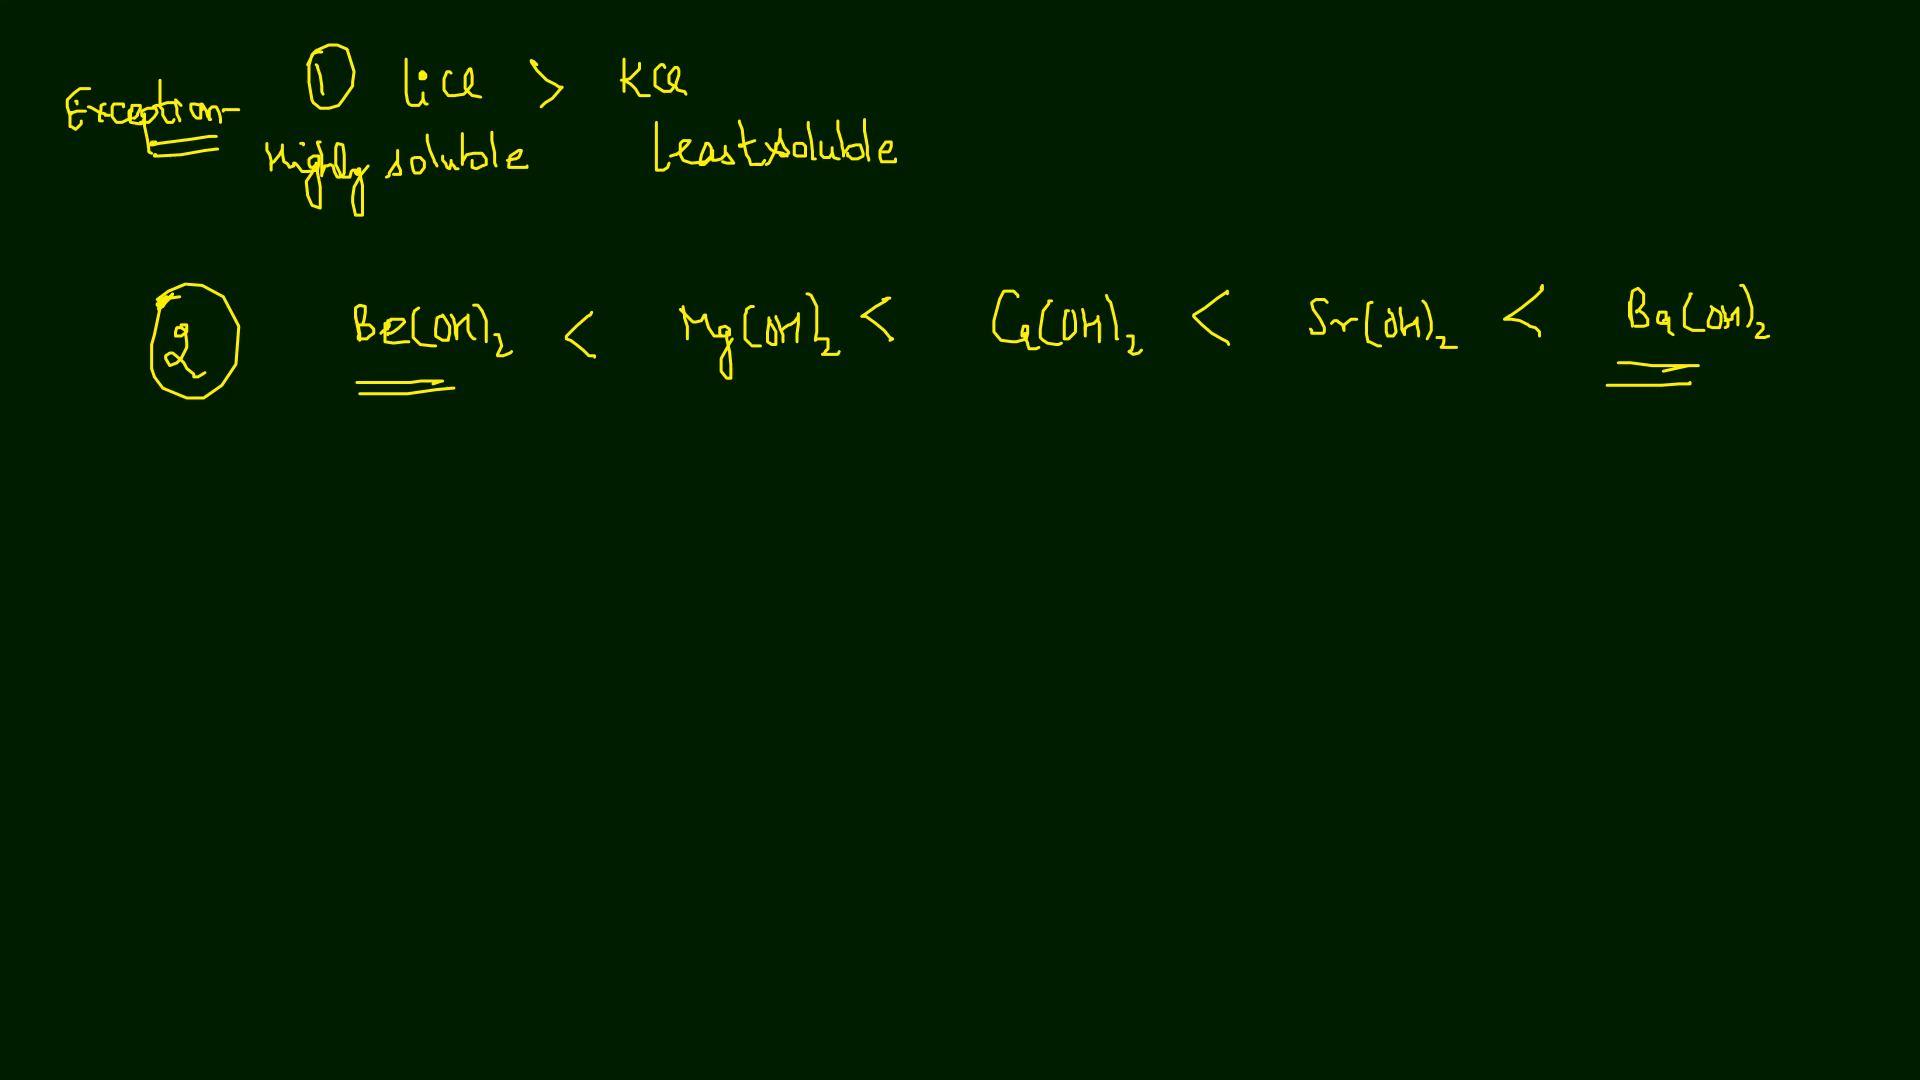 Exception- ① LiCl > KCl
Highly soluble Least soluble
② Be(OH)₂ < Mg(OH)₂ < Ca(OH)₂ < Sr(OH)₂ < Ba(OH)₂